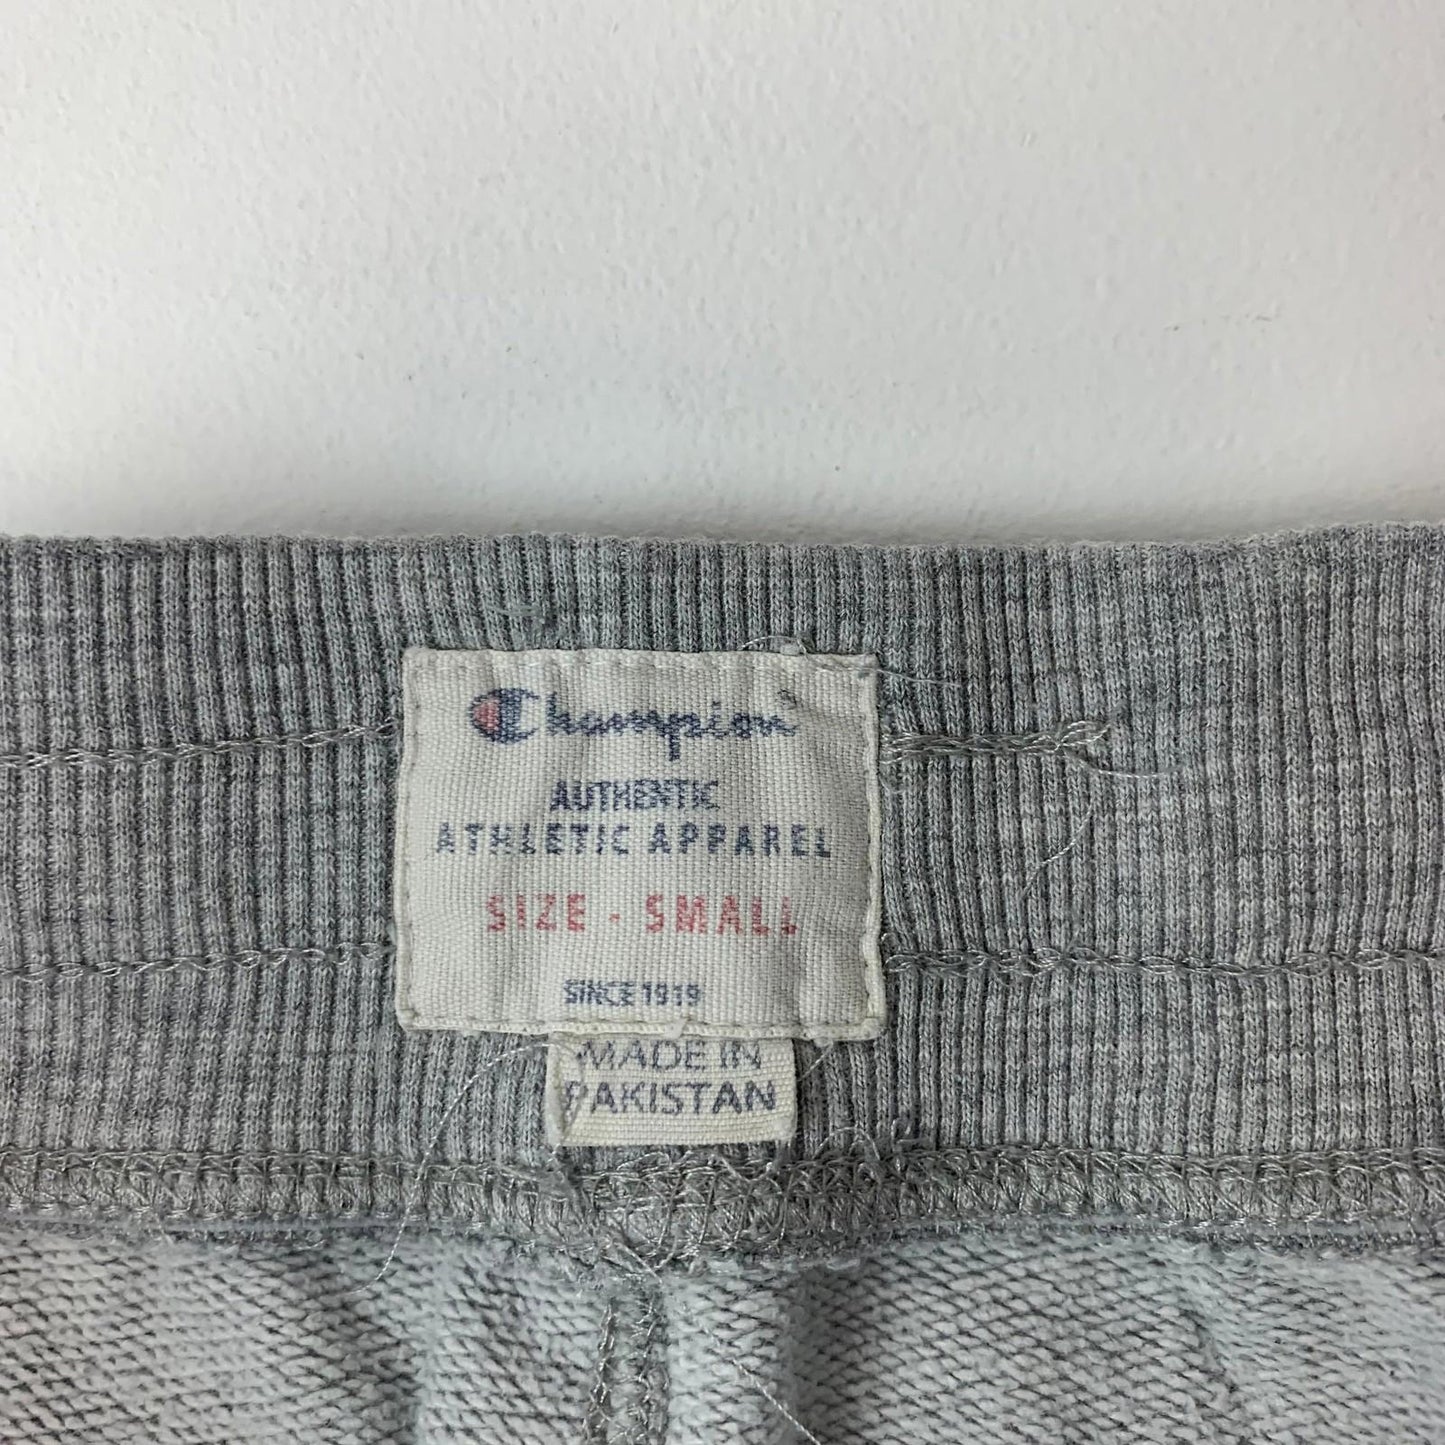 Champion
AUTHENTIC
ATHLETIC APPAREL
SIZE - SMALL
SINCE 1919
MADE IN
PAKISTAN